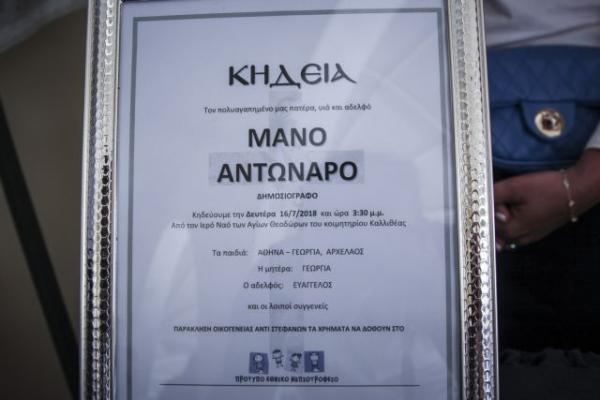 ΚΗΔΕΙΑ
Τον πολυαγαπημένο μας πατέρα, υιό και αδελφό
ΜΑΝΟ
ΑΝΤΩΝΑΡΟ
ΔΗΜΟΣΙΟΓΡΑΦΟ
Κηδεύουμε την Δευτέρα 16/7/2018 και ώρα 3:30 μ.μ.
Από τον Ιερό Ναό των Αγίων Θεοδώρων του κοιμητηρίου Καλλιθέας
Τα παιδιά: ΑΘΗΝΑ – ΓΕΩΡΓΙΑ, ΑΡΧΕΛΑΟΣ
Η μητέρα: ΓΕΩΡΓΙΑ
Ο αδελφός: ΕΥΑΓΓΕΛΟΣ
και οι λοιποί συγγενείς
ΠΑΡΑΚΛΗΣΗ ΟΙΚΟΓΕΝΕΙΑΣ ΑΝΤΙ ΣΤΕΦΑΝΩΝ ΤΑ ΧΡΗΜΑΤΑ ΝΑ ΔΟΘΟΥΝ ΣΤΟ
ΠΡΟΤΥΠΟ ΕΘΝΙΚΟ ΝΗΠΙΟΤΡΟΦΕΙΟ